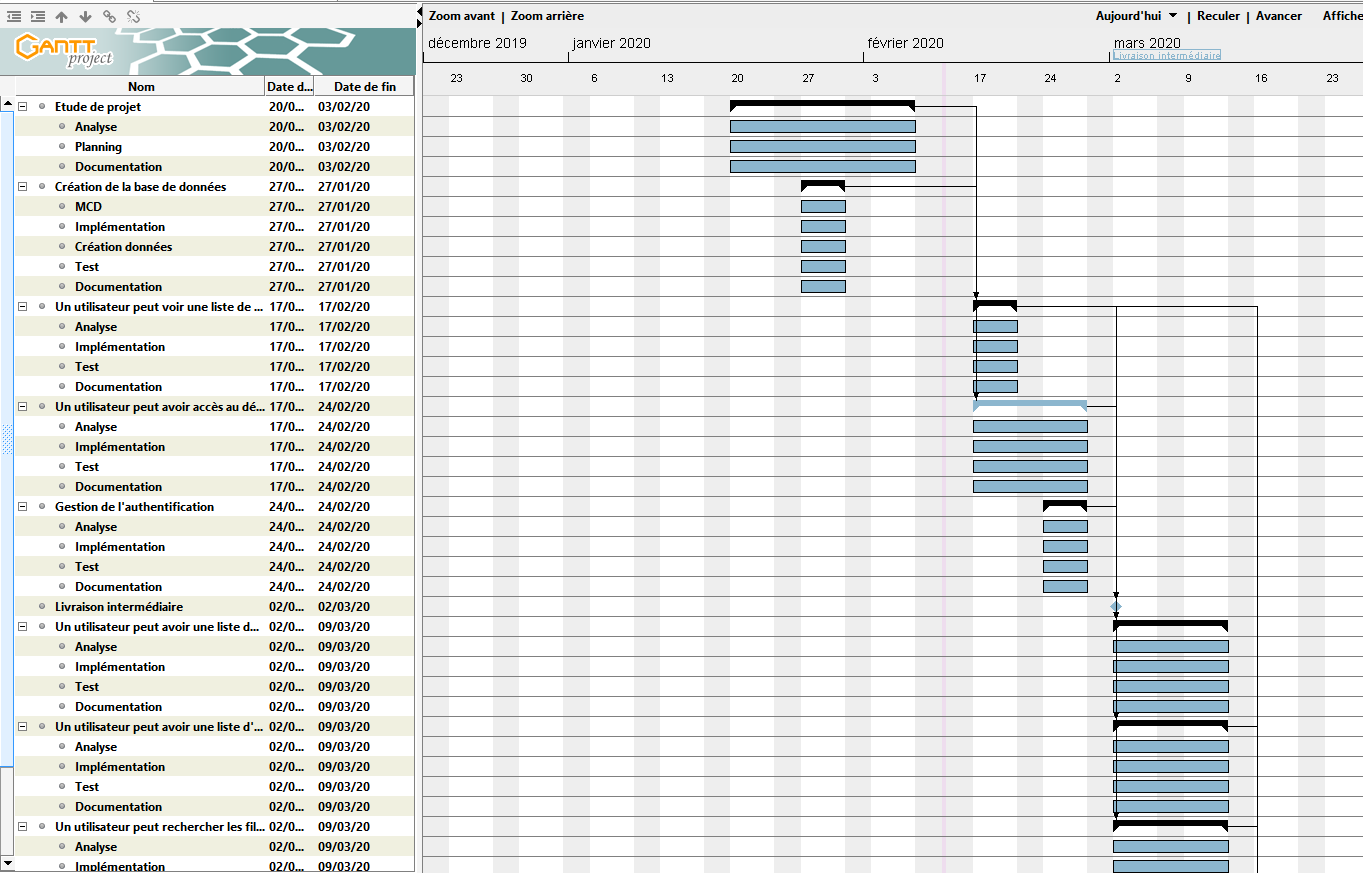 Zoom avant | Zoom arrière
Aujourd'hui | Reculer | Avancer Affiche
GANTT project
décembre 2019 janvier 2020 février 2020 mars 2020
Livraison intermédiaire
23 30 6 13 20 27 3 17 24 2 9 16 23
Nom Date d... Date de fin
Etude de projet 20/0... 03/02/20
Analyse 20/0... 03/02/20
Planning 20/0... 03/02/20
Documentation 20/0... 03/02/20
Création de la base de données 27/0... 27/01/20
MCD 27/0... 27/01/20
Implémentation 27/0... 27/01/20
Création données 27/0... 27/01/20
Test 27/0... 27/01/20
Documentation 27/0... 27/01/20
Un utilisateur peut voir une liste de ... 17/0... 17/02/20
Analyse 17/0... 17/02/20
Implémentation 17/0... 17/02/20
Test 17/0... 17/02/20
Documentation 17/0... 17/02/20
Un utilisateur peut avoir accès au dé... 17/0... 24/02/20
Analyse 17/0... 24/02/20
Implémentation 17/0... 24/02/20
Test 17/0... 24/02/20
Documentation 17/0... 24/02/20
Gestion de l'authentification 24/0... 24/02/20
Analyse 24/0... 24/02/20
Implémentation 24/0... 24/02/20
Test 24/0... 24/02/20
Documentation 24/0... 24/02/20
Livraison intermédiaire 02/0... 02/03/20
Un utilisateur peut avoir une liste d... 02/0... 09/03/20
Analyse 02/0... 09/03/20
Implémentation 02/0... 09/03/20
Test 02/0... 09/03/20
Documentation 02/0... 09/03/20
Un utilisateur peut avoir une liste d'... 02/0... 09/03/20
Analyse 02/0... 09/03/20
Implémentation 02/0... 09/03/20
Test 02/0... 09/03/20
Documentation 02/0... 09/03/20
Un utilisateur peut rechercher les fil... 02/0... 09/03/20
Analyse 02/0... 09/03/20
Implémentation 02/0... 09/03/20